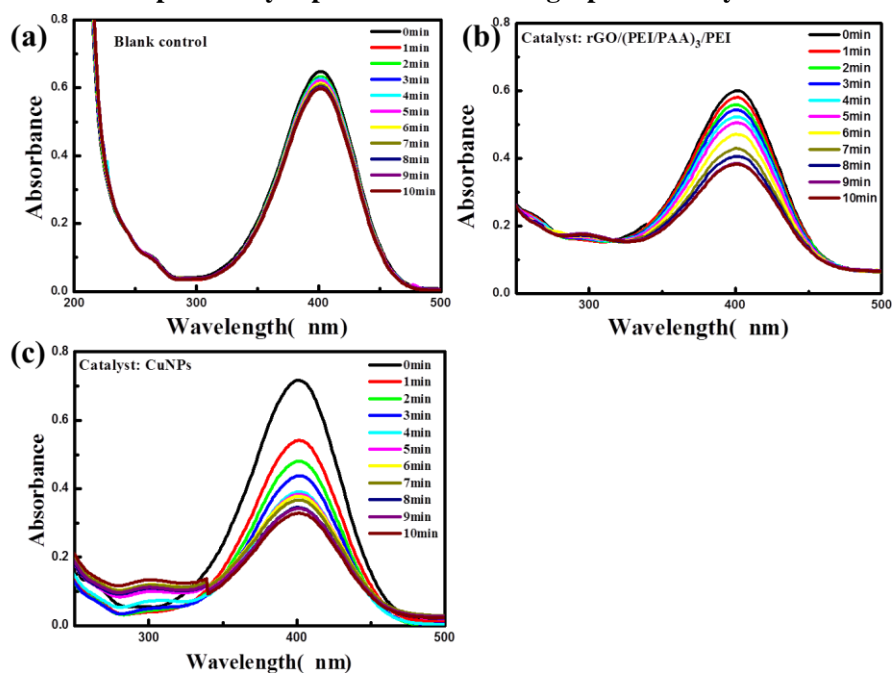 (a)
Blank control
0min
1min
2min
3min
4min
5min
6min
7min
8min
9min
10min
0.8
0.6
0.4
0.2
0.0
Absorbance
200
300
400
500
Wavelength( nm)
(b)
Catalyst: rGO/(PEI/PAA)₃/PEI
0min
1min
2min
3min
4min
5min
6min
7min
8min
9min
10min
0.8
0.6
0.4
0.2
0.0
Absorbance
300
400
500
Wavelength( nm)
(c)
Catalyst: CuNPs
0min
1min
2min
3min
4min
5min
6min
7min
8min
9min
10min
0.8
0.6
0.4
0.2
0.0
Absorbance
300
400
500
Wavelength( nm)